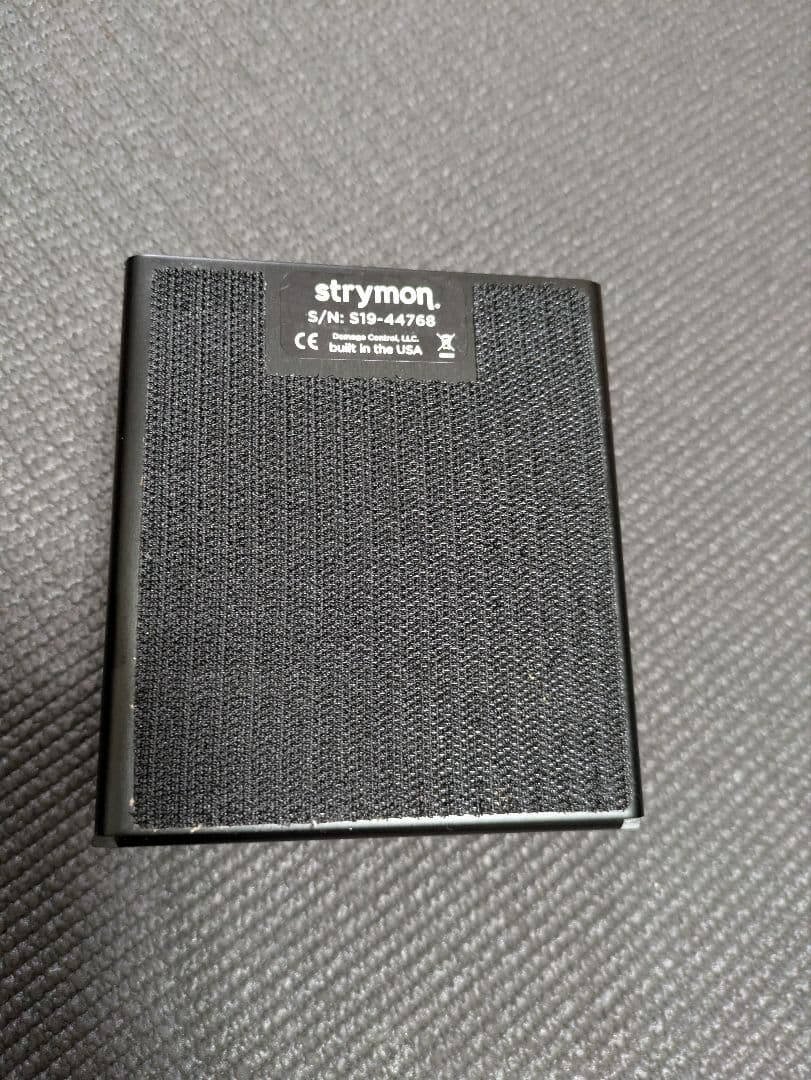 strymon®
S/N: S19-44768
CE Damage Control, LLC.
built in the USA